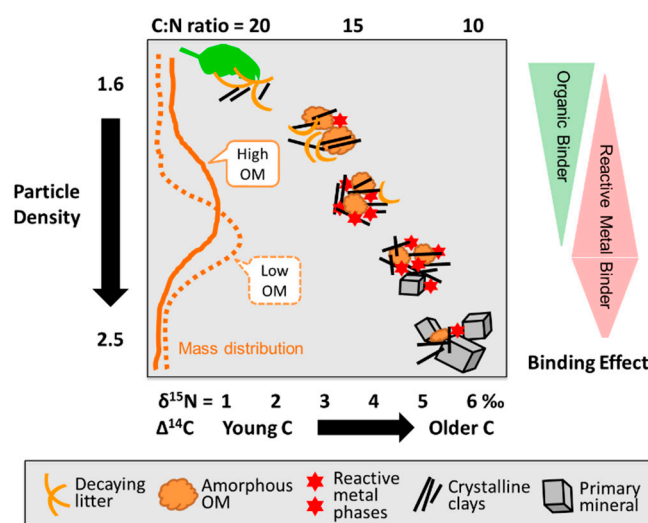 C:N ratio = 20 15 10
1.6
Particle
Density
2.5
High
OM
Low
OM
Mass distribution
Organic Binder
Reactive Metal Binder
Binding Effect
δ¹⁵N = 1 2 3 4 5 6 ‰
Δ¹⁴C Young C Older C
Decaying
litter
Amorphous
OM
Reactive
metal
phases
Crystalline
clays
Primary
mineral